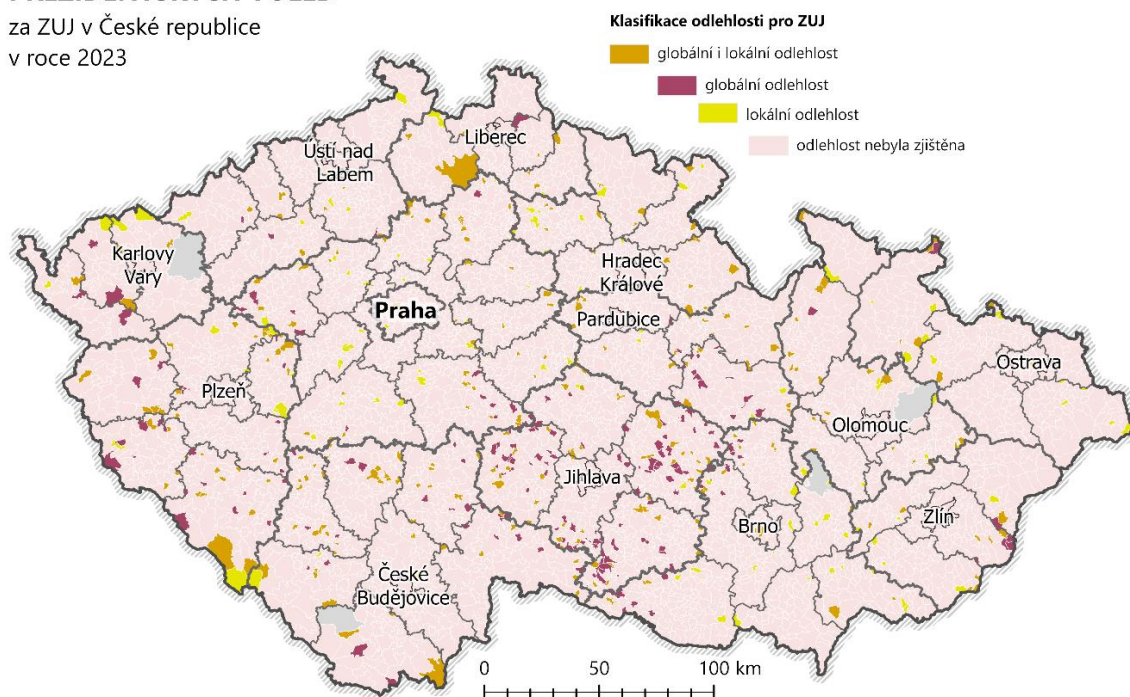 za ZUJ v České republice
v roce 2023
Klasifikace odlehlosti pro ZUJ
globální i lokální odlehlost
globální odlehlost
lokální odlehlost
odlehlost nebyla zjištěna
Liberec
Ústí nad
Labem
Karlovy
Vary
Hradec
Králové
Praha
Pardubice
Ostrava
Plzeň
Olomouc
Jihlava
Brno
Zlín
České
Budějovice
0 50 100 km